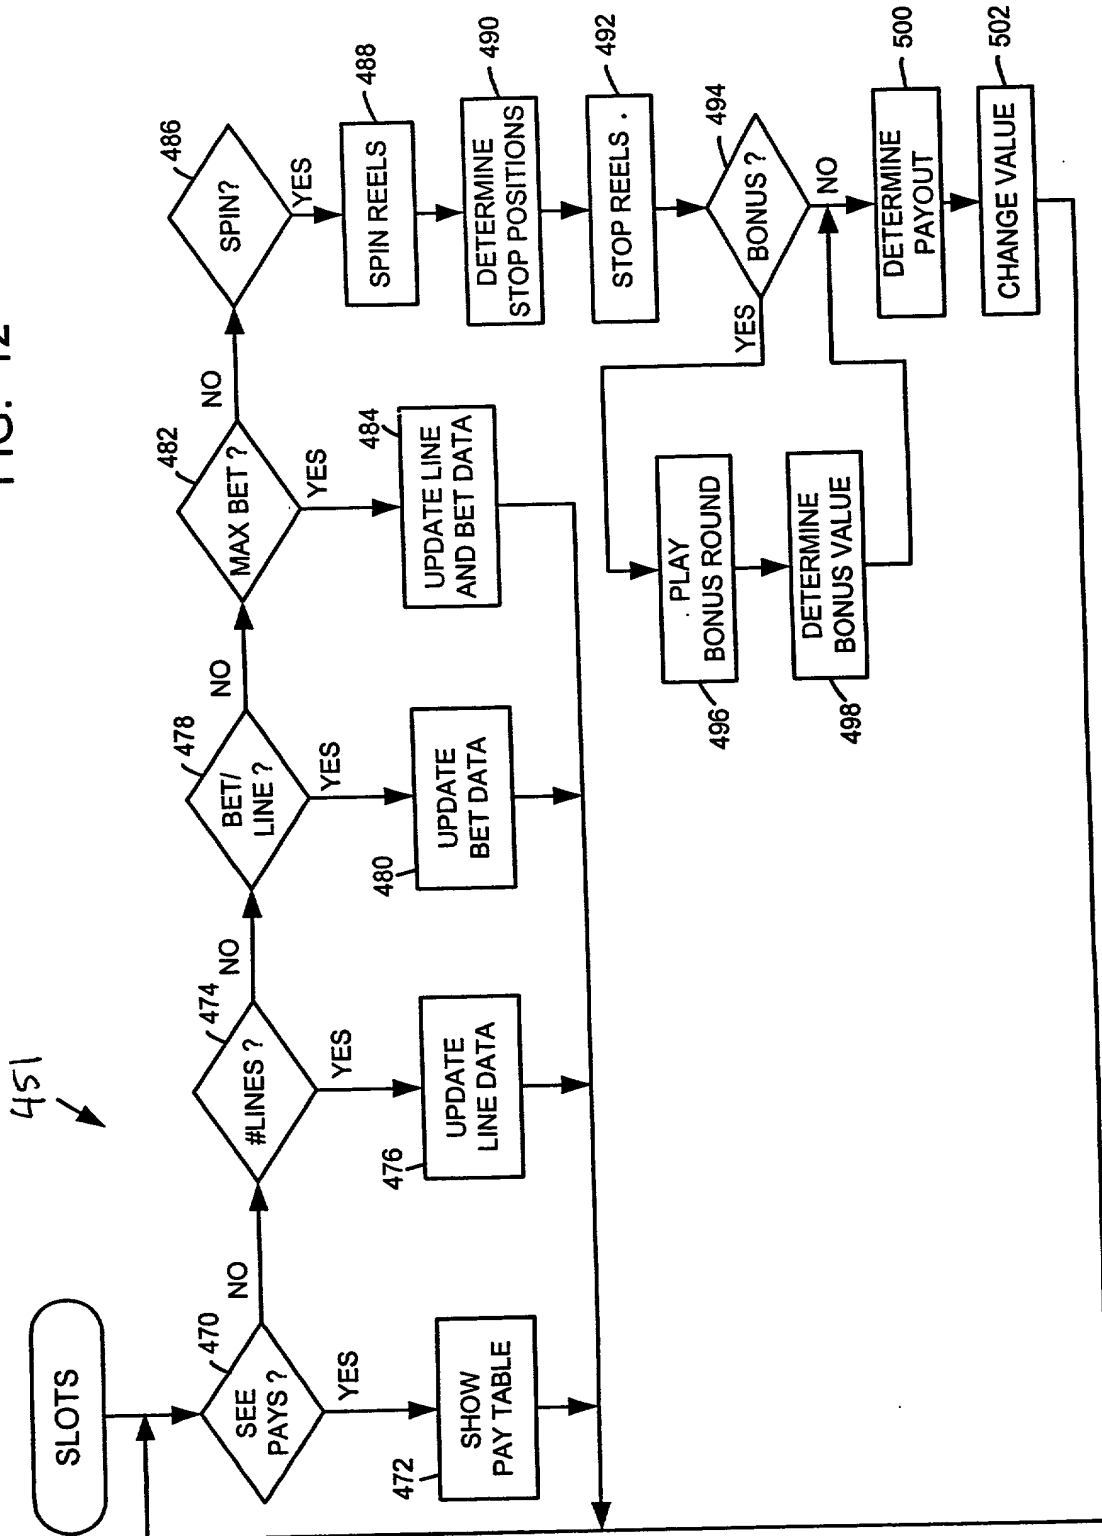 FIG. 12
451
SLOTS
470
SEE
PAYS ?
NO
YES
472
SHOW
PAY TABLE
474
#LINES ?
NO
YES
476
UPDATE
LINE DATA
478
BET/
LINE ?
NO
YES
480
UPDATE
BET DATA
482
MAX BET ?
NO
YES
484
UPDATE LINE
AND BET DATA
486
SPIN?
YES
488
SPIN REELS
490
DETERMINE
STOP POSITIONS
492
STOP REELS .
494
BONUS ?
YES
NO
496
. PLAY
BONUS ROUND
498
DETERMINE
BONUS VALUE
500
DETERMINE
PAYOUT
502
CHANGE VALUE